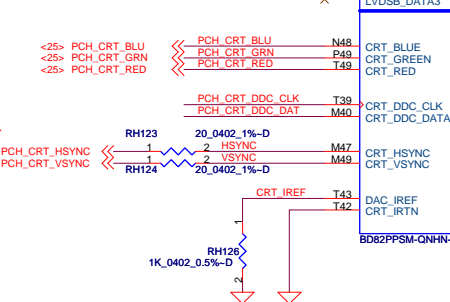 LVDSB_DATA3
<25> PCH_CRT_BLU PCH_CRT_BLU N48 CRT_BLUE
<25> PCH_CRT_GRN PCH_CRT_GRN P49 CRT_GREEN
<25> PCH_CRT_RED PCH_CRT_RED T49 CRT_RED
PCH_CRT_DDC_CLK T39 CRT_DDC_CLK
PCH_CRT_DDC_DAT M40 CRT_DDC_DATA
RH123 20_0402_1%~D
PCH_CRT_HSYNC 1 2 HSYNC M47 CRT_HSYNC
PCH_CRT_VSYNC 1 2 VSYNC M49 CRT_VSYNC
RH124 20_0402_1%~D
CRT_IREF T43 DAC_IREF
T42 CRT_IRTN
1
BD82PPSM-QNHN-
RH126
1K_0402_0.5%~D
2